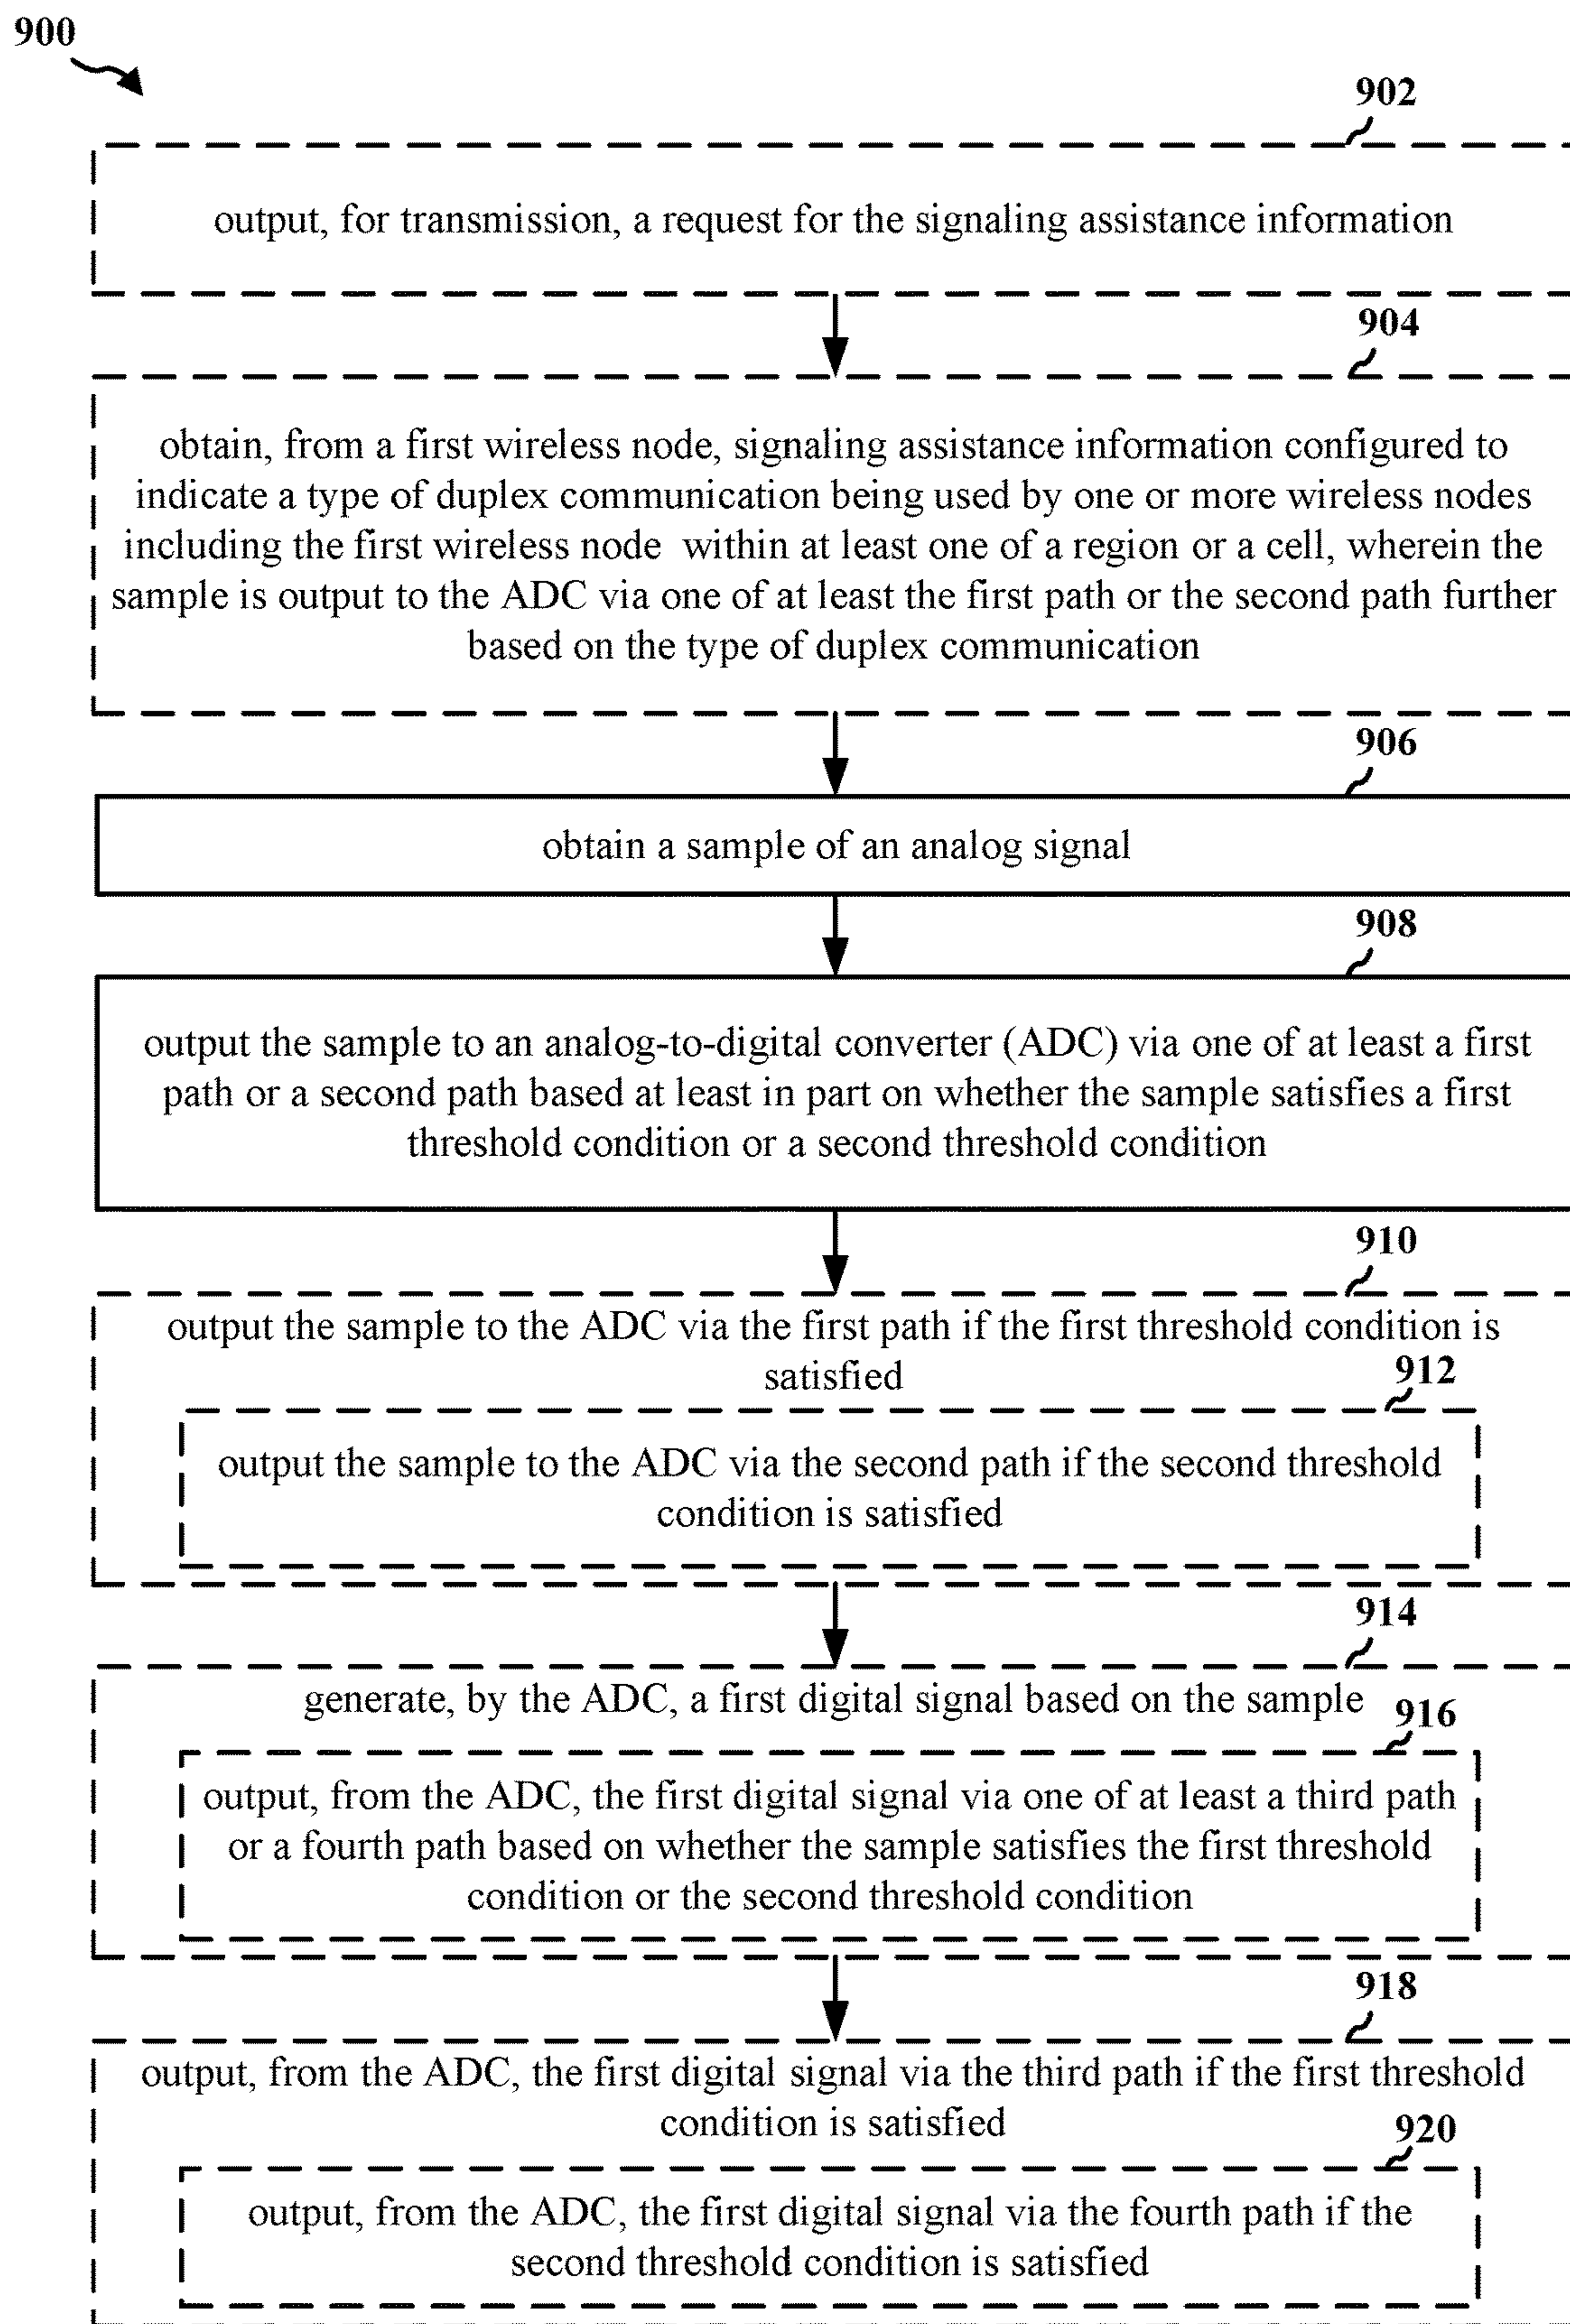 900
902
output, for transmission, a request for the signaling assistance information
904
obtain, from a first wireless node, signaling assistance information configured to
indicate a type of duplex communication being used by one or more wireless nodes
including the first wireless node within at least one of a region or a cell, wherein the
sample is output to the ADC via one of at least the first path or the second path further
based on the type of duplex communication
906
obtain a sample of an analog signal
908
output the sample to an analog-to-digital converter (ADC) via one of at least a first
path or a second path based at least in part on whether the sample satisfies a first
threshold condition or a second threshold condition
910
output the sample to the ADC via the first path if the first threshold condition is
satisfied
912
output the sample to the ADC via the second path if the second threshold
condition is satisfied
914
generate, by the ADC, a first digital signal based on the sample
916
output, from the ADC, the first digital signal via one of at least a third path
or a fourth path based on whether the sample satisfies the first threshold
condition or the second threshold condition
918
output, from the ADC, the first digital signal via the third path if the first threshold
condition is satisfied
920
output, from the ADC, the first digital signal via the fourth path if the
second threshold condition is satisfied